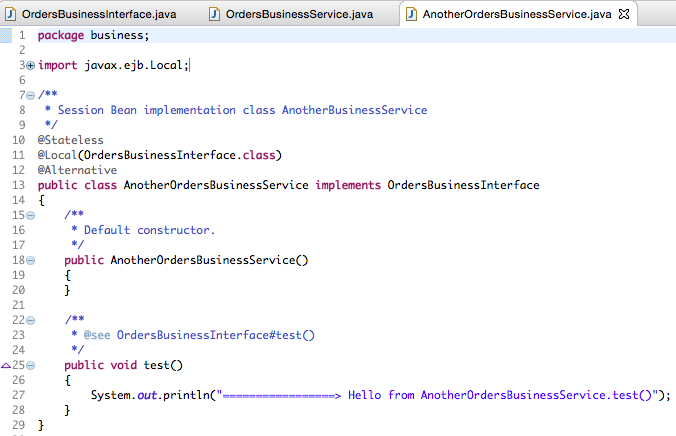 OrdersBusinessInterface.java OrdersBusinessService.java AnotherOrdersBusinessService.java
1 package business;
2
3 import javax.ejb.Local;
6
7 /**
8 * Session Bean implementation class AnotherBusinessService
9 */
10 @Stateless
11 @Local(OrdersBusinessInterface.class)
12 @Alternative
13 public class AnotherOrdersBusinessService implements OrdersBusinessInterface
14 {
15 /**
16 * Default constructor.
17 */
18 public AnotherOrdersBusinessService()
19 {
20 }
21
22 /**
23 * @see OrdersBusinessInterface#test()
24 */
25 public void test()
26 {
27 System.out.println("=================> Hello from AnotherOrdersBusinessService.test()");
28 }
29 }